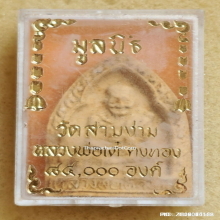 มูลนิธิ
วัดสามง่าม
หลวงพ่อเต๋ คงทอง
๘๔,๐๐๐ องค์